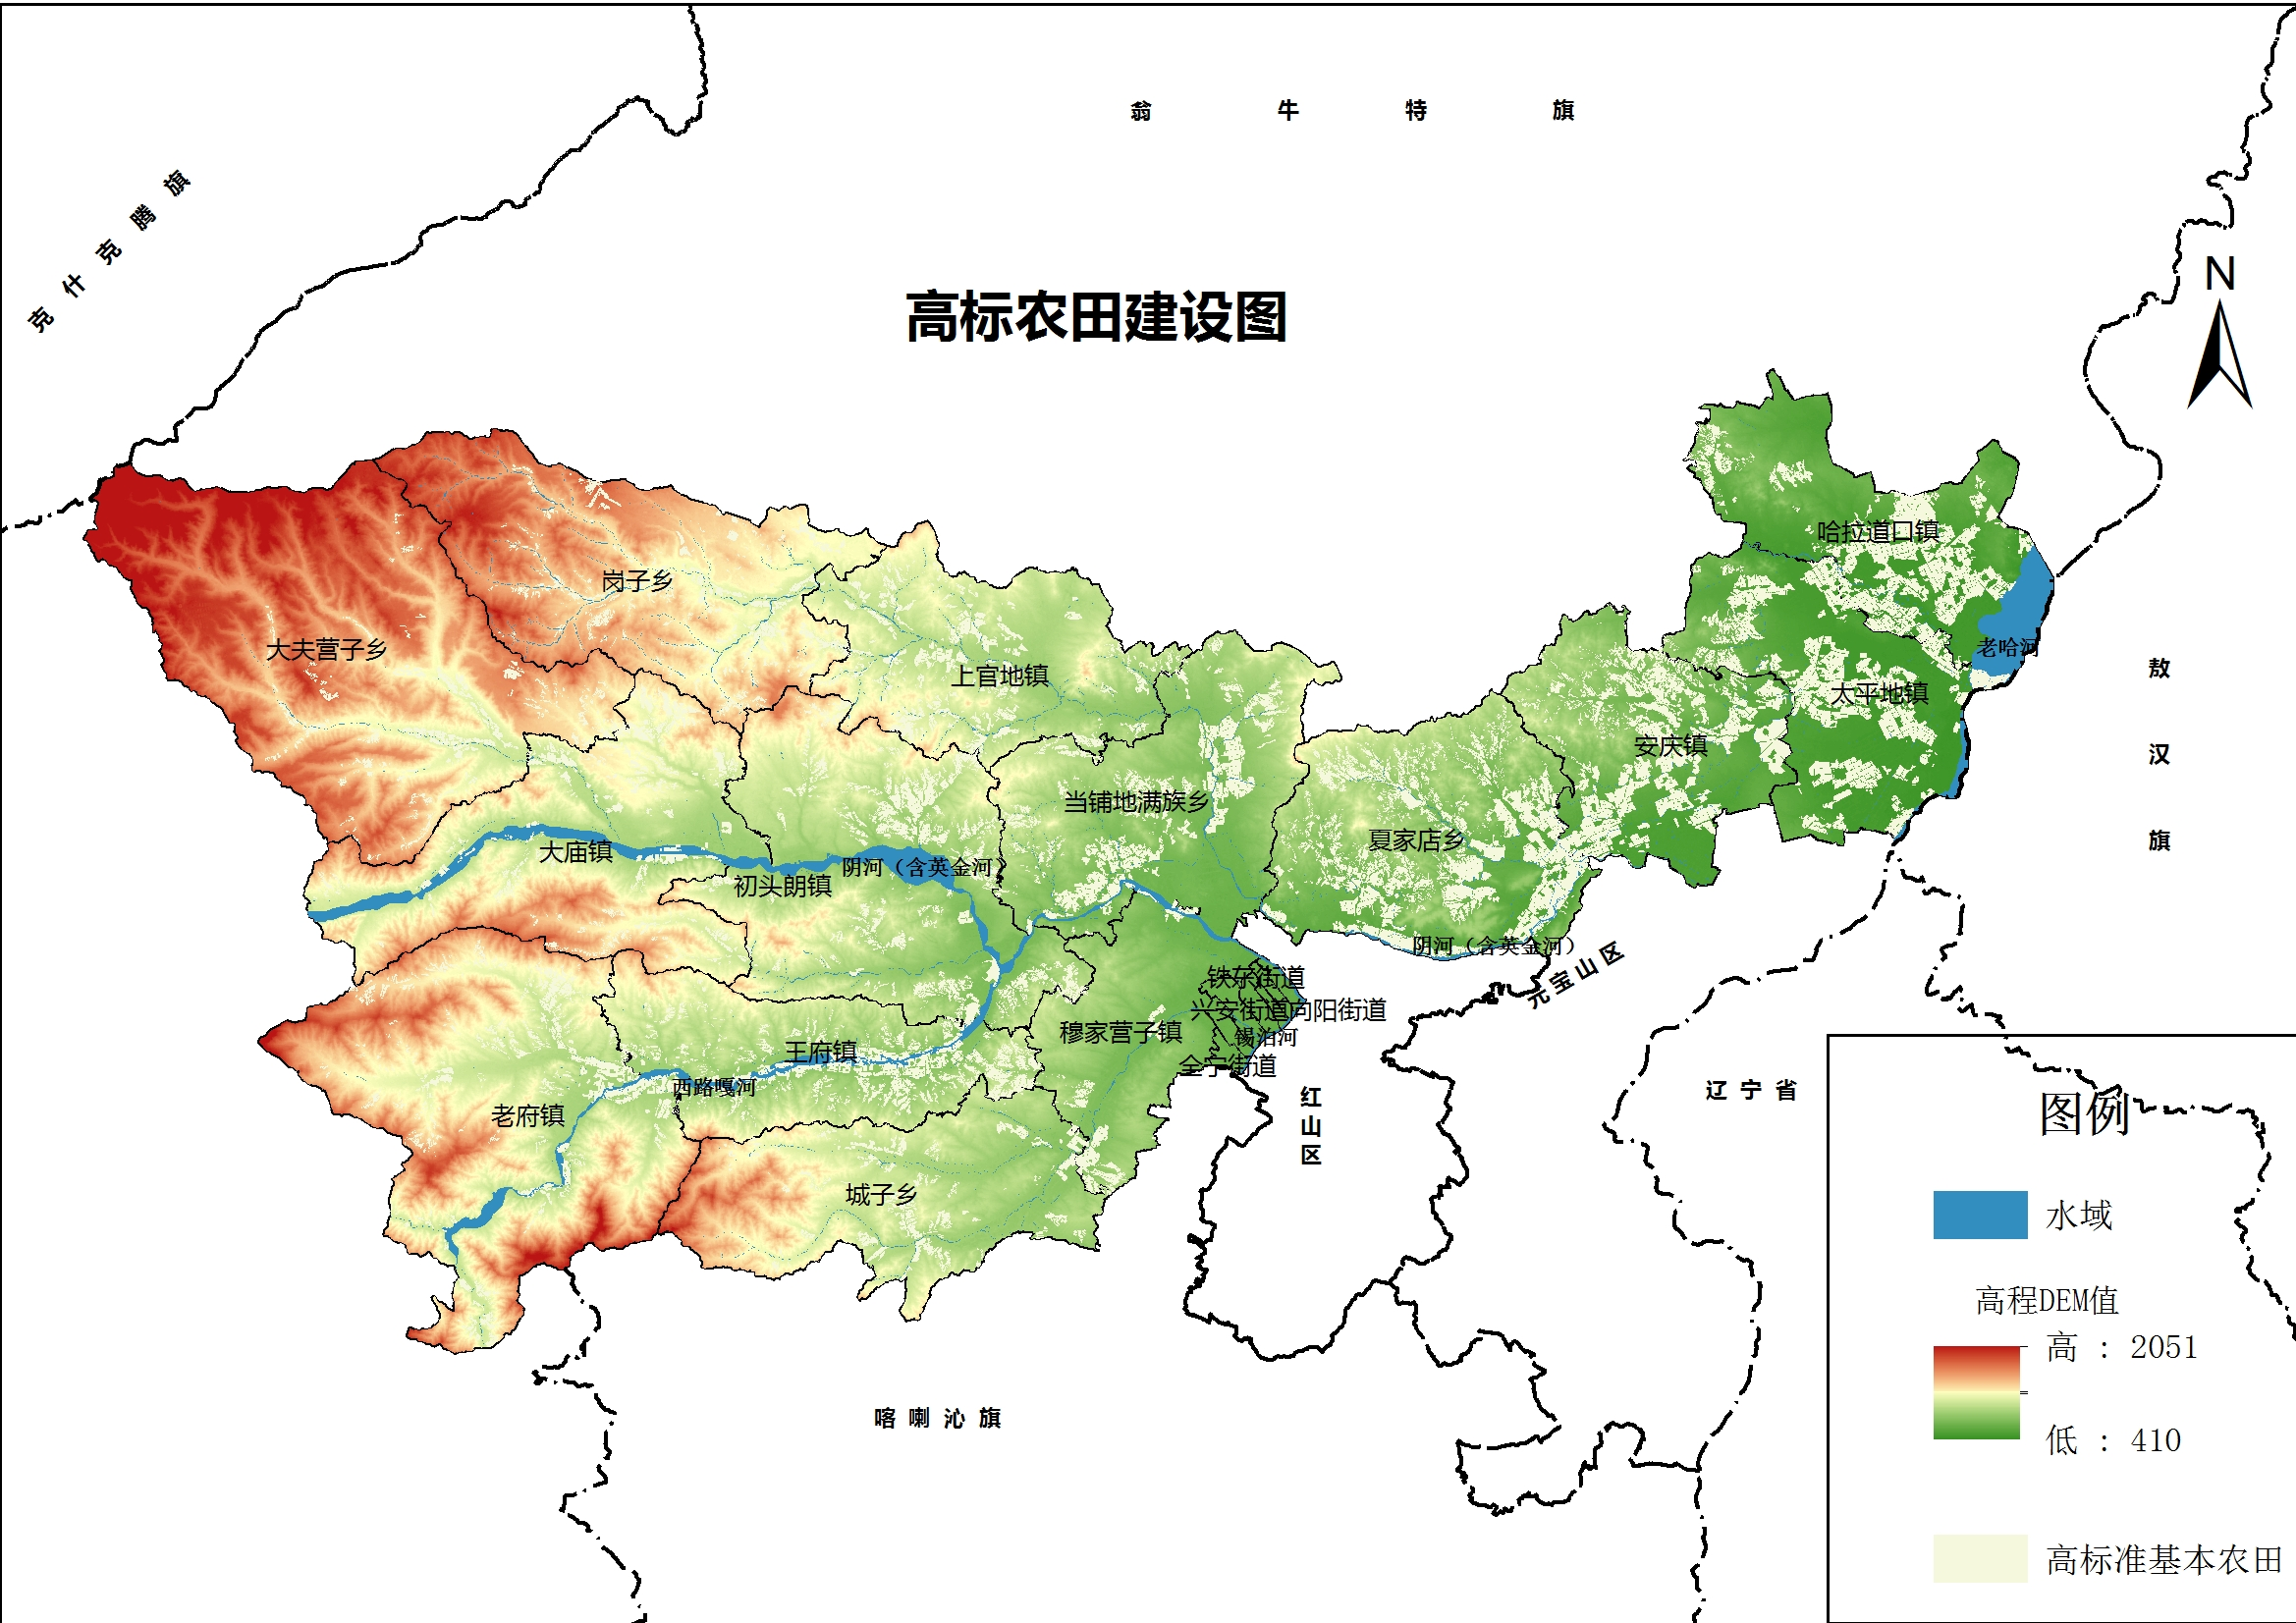 翁牛特旗
克什克腾旗
N
高标农田建设图
哈拉道口镇
岗子乡
大夫营子乡
老哈河
上官地镇
敖汉旗
太平地镇
安庆镇
当铺地满族乡
夏家店乡
大庙镇
阴河（含英金河）
初头朗镇
阴河（含英金河）
元宝山区
铁东街道
兴安街道
向阳街道
穆家营子镇
锡泊河
王府镇
全宁街道
西路嘎河
红山区
辽宁省
老府镇
城子乡
喀喇沁旗
图例
水域
高程DEM值
高 : 2051
低 : 410
高标准基本农田